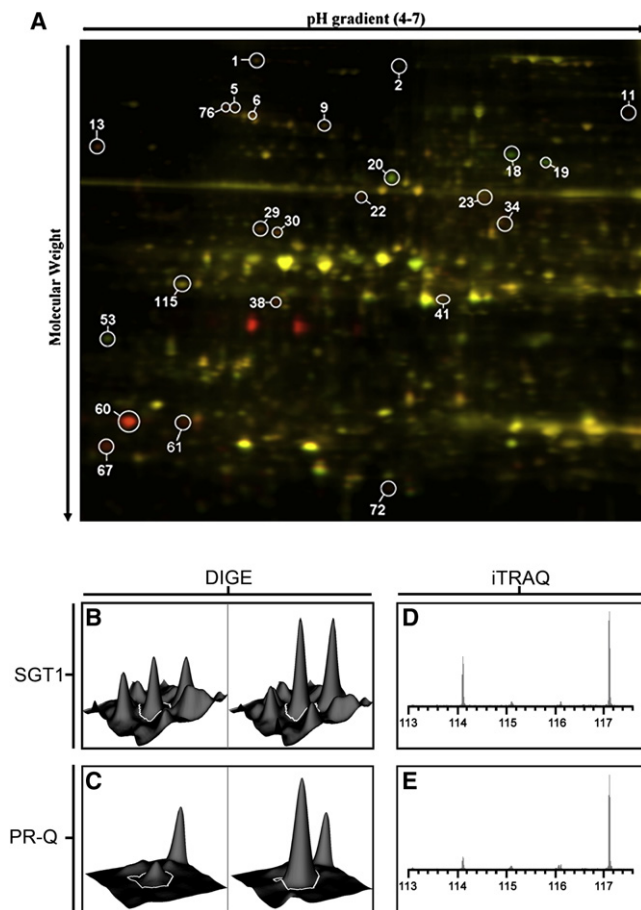 pH gradient (4-7)
A
Molecular Weight
1
2
5
76
6
9
11
13
20
18
19
22
23
34
29
30
115
38
41
53
60
61
67
72
DIGE
iTRAQ
SGT1
B
D
113 114 115 116 117
PR-Q
C
E
113 114 115 116 117